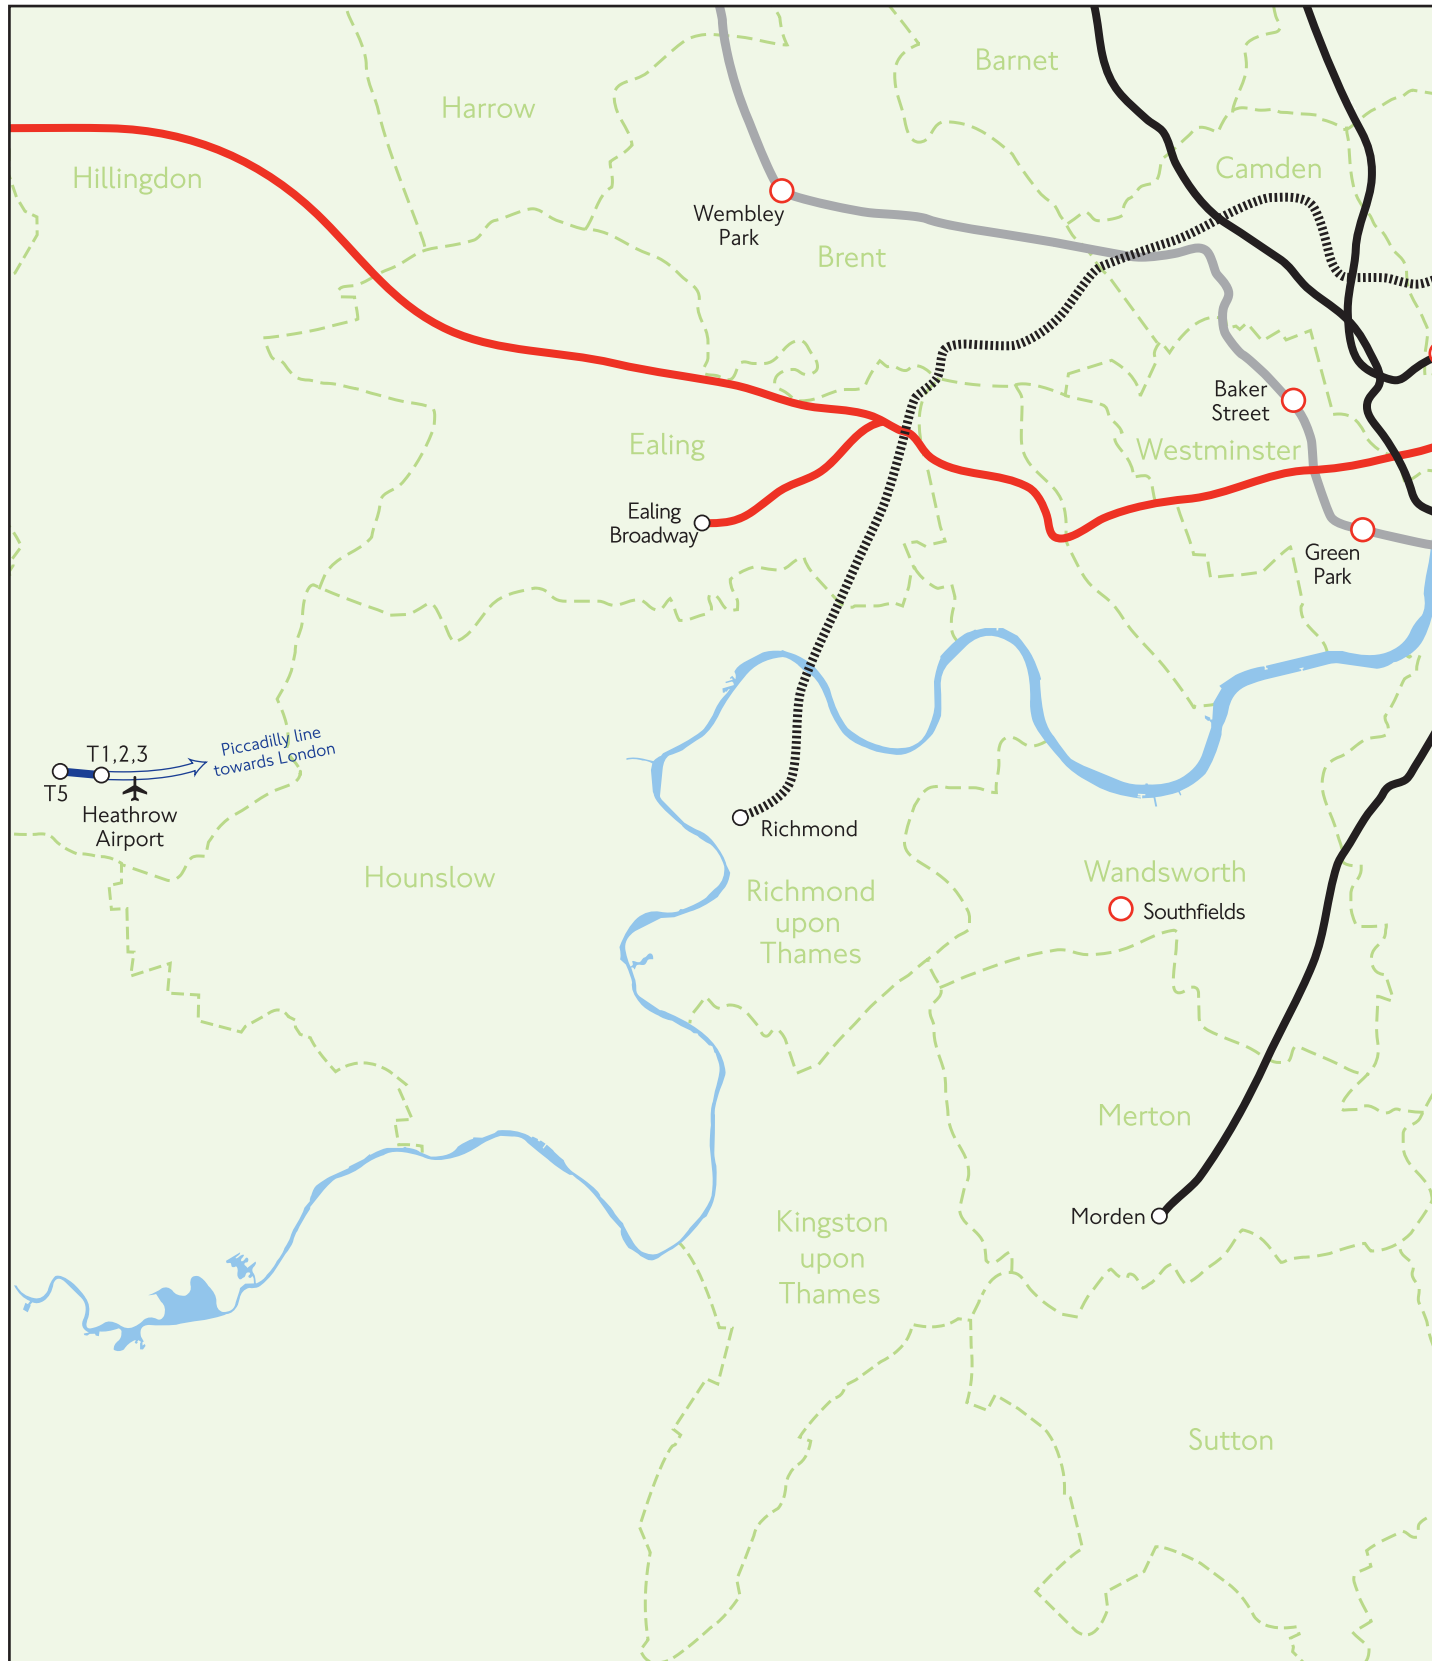 Barnet
Harrow
Camden
Hillingdon
Wembley
Park
Brent
Baker
Street
Ealing
Westminster
Ealing
Broadway
Green
Park
Piccadilly line
towards London
T1,2,3
T5
Heathrow
Airport
Richmond
Hounslow
Richmond
upon
Thames
Wandsworth
Southfields
Merton
Morden
Kingston
upon
Thames
Sutton